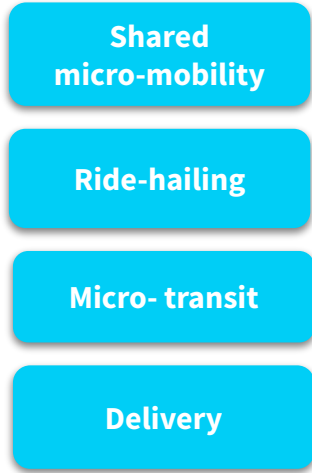 Shared
micro-mobility
Ride-hailing
Micro- transit
Delivery